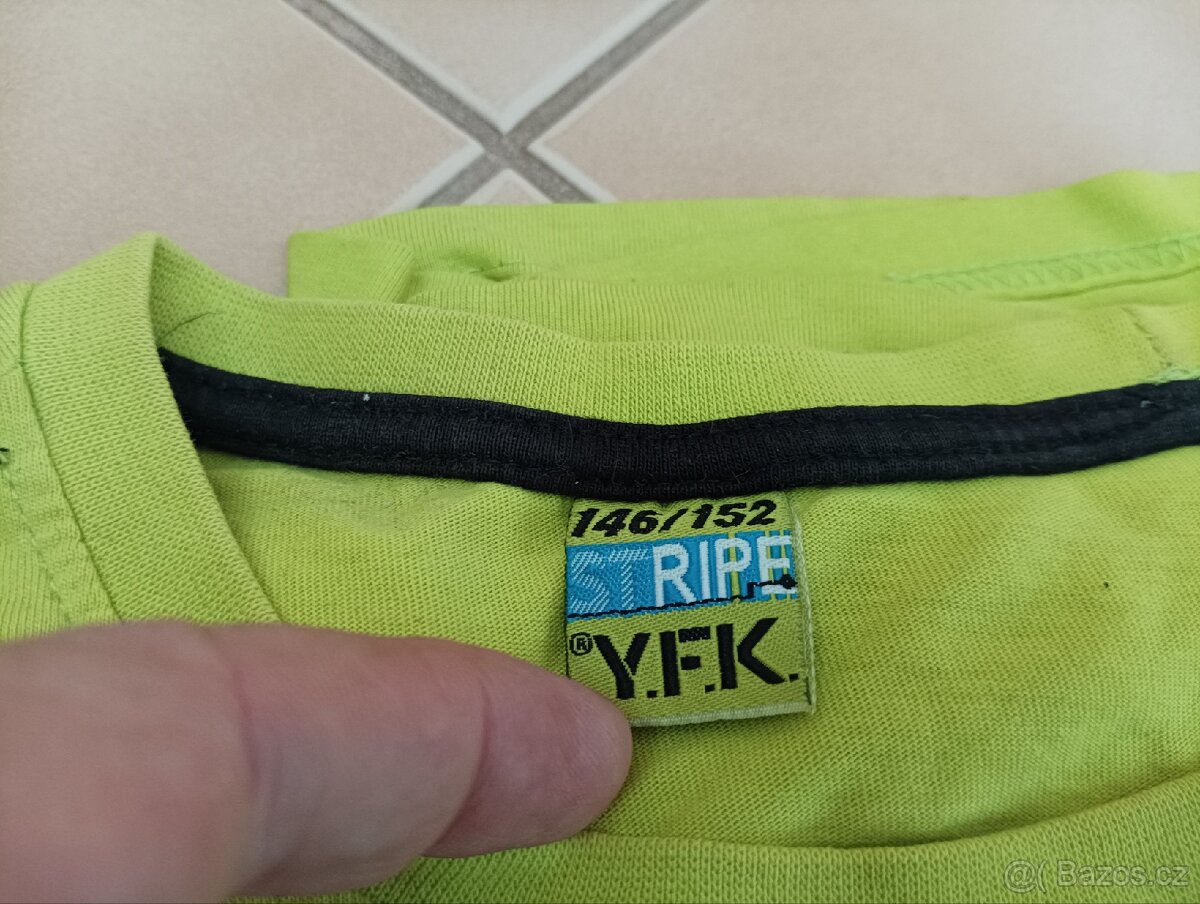 146/152
STRIPE
® Y.F.K.
@( Bazos.cz